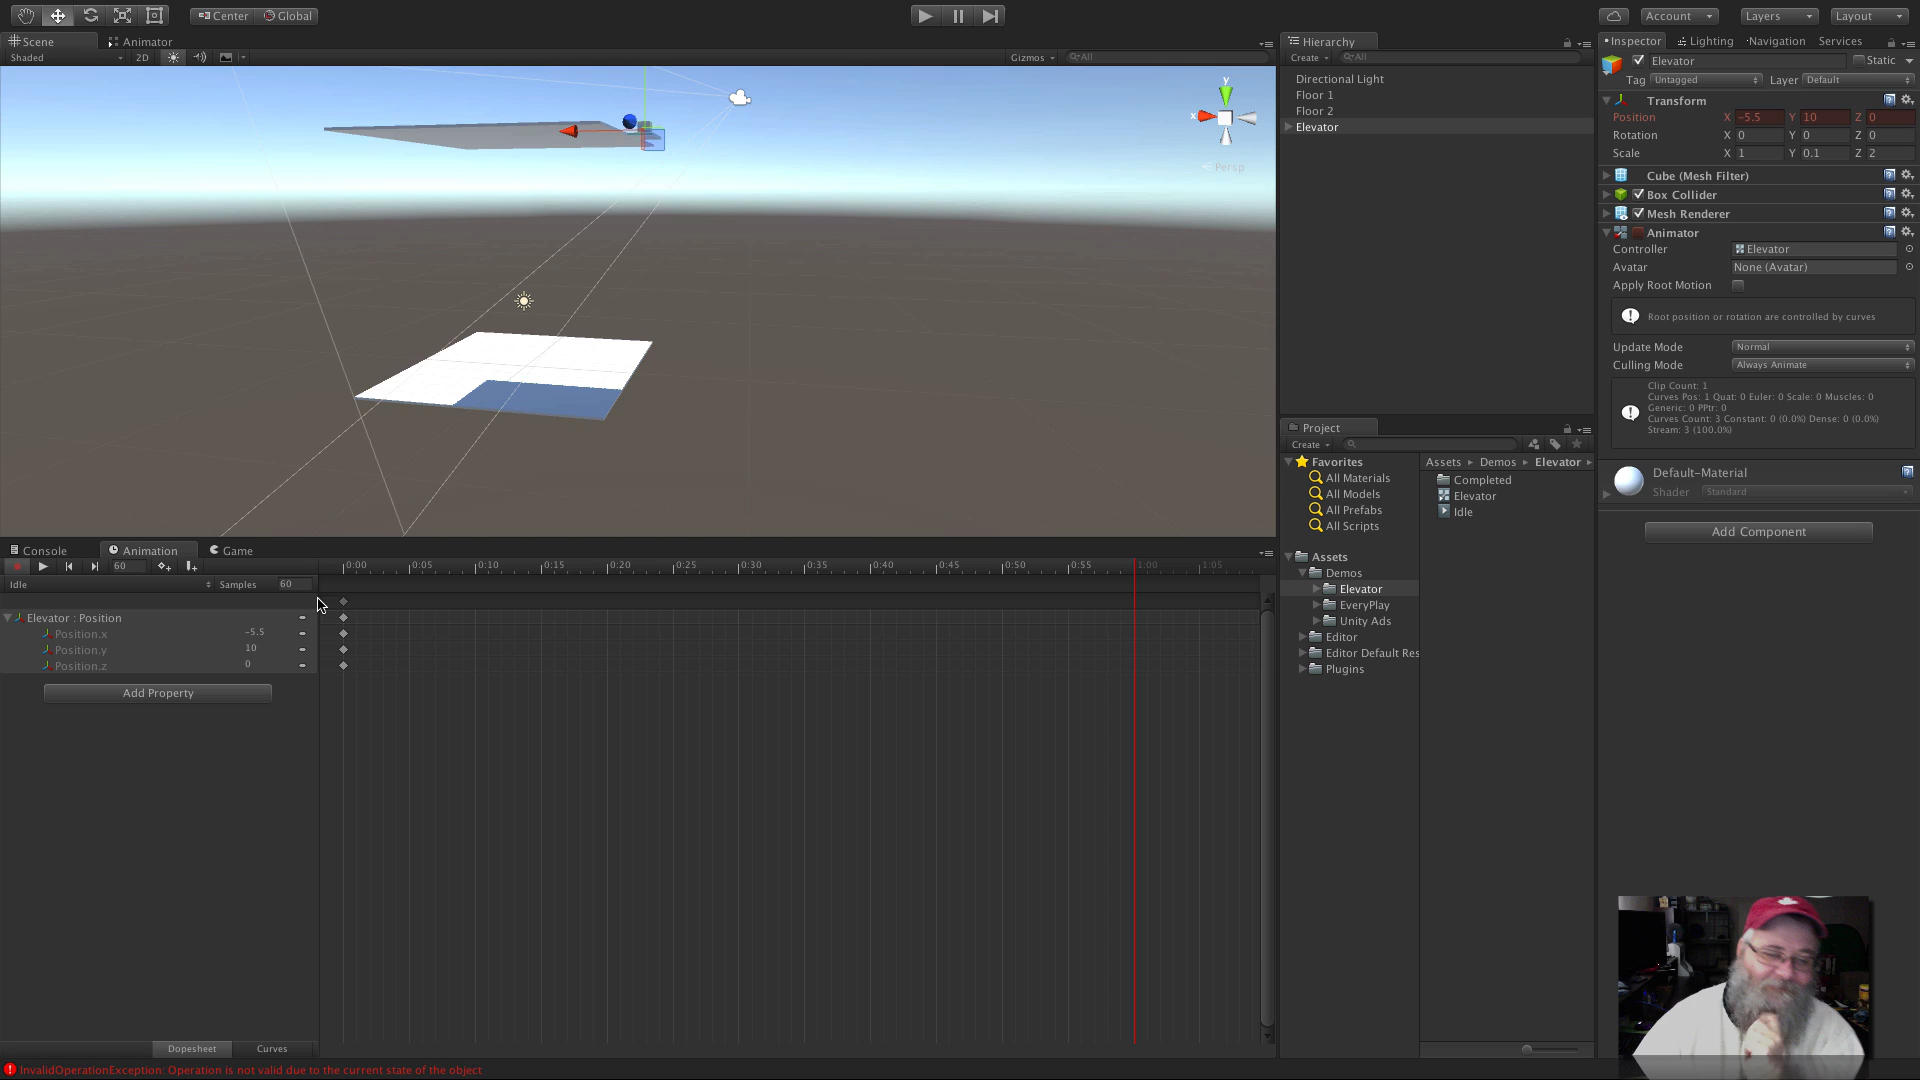 Center Global
Account Layers Layout
Scene Animator
Shaded 2D Gizmos All
y
x
Persp
Hierarchy
Create All
Directional Light
Floor 1
Floor 2
Elevator
Inspector Lighting Navigation Services
Elevator Static
Tag Untagged Layer Default
Transform
Position X -5.5 Y 10 Z 0
Rotation X 0 Y 0 Z 0
Scale X 1 Y 0.1 Z 2
Cube (Mesh Filter)
Box Collider
Mesh Renderer
Animator
Controller Elevator
Avatar None (Avatar)
Apply Root Motion
Root position or rotation are controlled by curves
Update Mode Normal
Culling Mode Always Animate
Clip Count: 1
Curves Pos: 1 Quat: 0 Euler: 0 Scale: 0 Muscles: 0
Generic: 0 PPtr: 0
Curves Count: 3 Constant: 0 (0.0%) Dense: 0 (0.0%)
Stream: 3 (100.0%)
Default-Material
Shader Standard
Add Component
Project
Create
Favorites
All Materials
All Models
All Prefabs
All Scripts
Assets
Demos
Elevator
EveryPlay
Unity Ads
Editor
Editor Default Res
Plugins
Assets Demos Elevator
Completed
Elevator
Idle
Console Animation Game
60
0:00 0:05 0:10 0:15 0:20 0:25 0:30 0:35 0:40 0:45 0:50 0:55 1:00 1:05
Idle Samples 60
Elevator : Position
Position.x -5.5
Position.y 10
Position.z 0
Add Property
Dopesheet Curves
InvalidOperationException: Operation is not valid due to the current state of the object